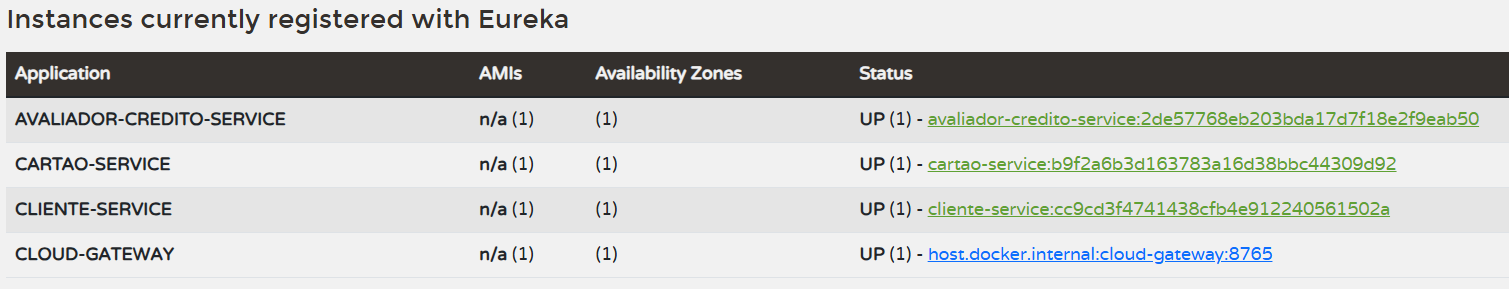 Instances currently registered with Eureka
Application AMIs Availability Zones Status
AVALIADOR-CREDITO-SERVICE n/a (1) (1) UP (1) - avaliador-credito-service:2de57768eb203bda17d7f18e2f9eab50
CARTAO-SERVICE n/a (1) (1) UP (1) - cartao-service:b9f2a6b3d163783a16d38bbc44309d92
CLIENTE-SERVICE n/a (1) (1) UP (1) - cliente-service:cc9cd3f4741438cfb4e912240561502a
CLOUD-GATEWAY n/a (1) (1) UP (1) - host.docker.internal:cloud-gateway:8765